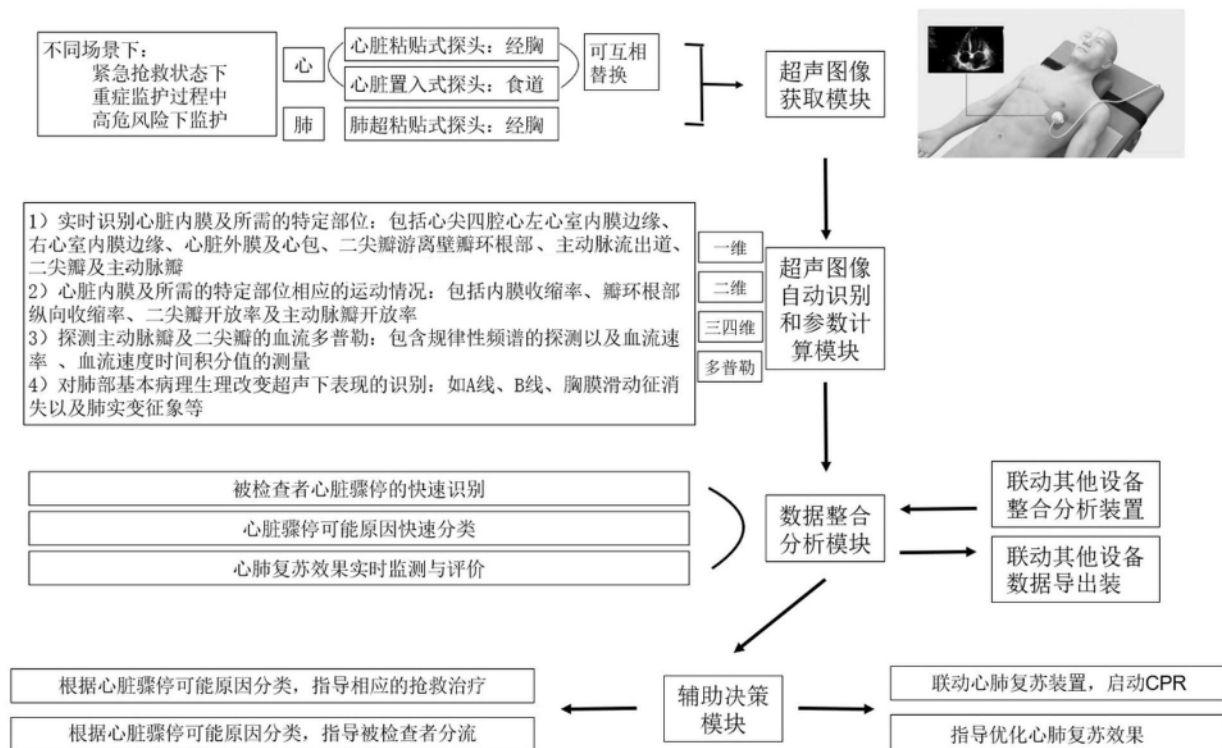 不同场景下：
紧急抢救状态下
重症监护过程中
高危风险下监护
心
肺
心脏粘贴式探头：经胸
心脏置入式探头：食道
肺超粘贴式探头：经胸
可互相
替换
超声图像
获取模块
1）实时识别心脏内膜及所需的特定部位：包括心尖四腔心左心室内膜边缘、
右心室内膜边缘、心脏外膜及心包、二尖瓣游离壁瓣环根部、主动脉流出道、
二尖瓣及主动脉瓣
2）心脏内膜及所需的特定部位相应的运动情况：包括内膜收缩率、瓣环根部
纵向收缩率、二尖瓣开放率及主动脉瓣开放率
3）探测主动脉瓣及二尖瓣的血流多普勒：包含规律性频谱的探测以及血流速
率 、血流速度时间积分值的测量
4）对肺部基本病理生理改变超声下表现的识别：如A线、B线、胸膜滑动征消
失以及肺实变征象等
一维
二维
三四维
多普勒
超声图像
自动识别
和参数计
算模块
被检查者心脏骤停的快速识别
心脏骤停可能原因快速分类
心肺复苏效果实时监测与评价
数据整合
分析模块
联动其他设备
整合分析装置
联动其他设备
数据导出装
根据心脏骤停可能原因分类，指导相应的抢救治疗
根据心脏骤停可能原因分类，指导被检查者分流
辅助决策
模块
联动心肺复苏装置，启动CPR
指导优化心肺复苏效果